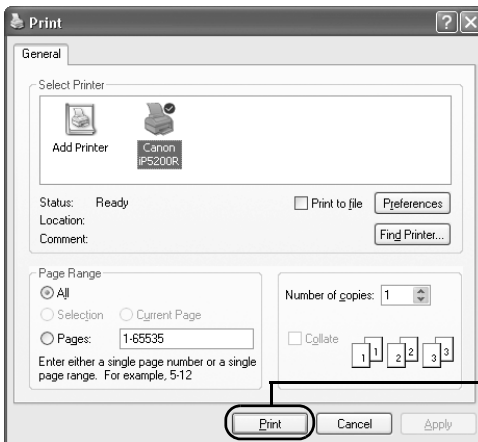 Print
General
Select Printer
Add Printer
Canon
iP5200R
Status: Ready
Location:
Comment:
Print to file
Preferences
Find Printer...
Page Range
All
Selection
Current Page
Pages: 1-65535
Enter either a single page number or a single
page range. For example, 5-12
Number of copies: 1
Collate
1 1 2 2 3 3
Print
Cancel
Apply